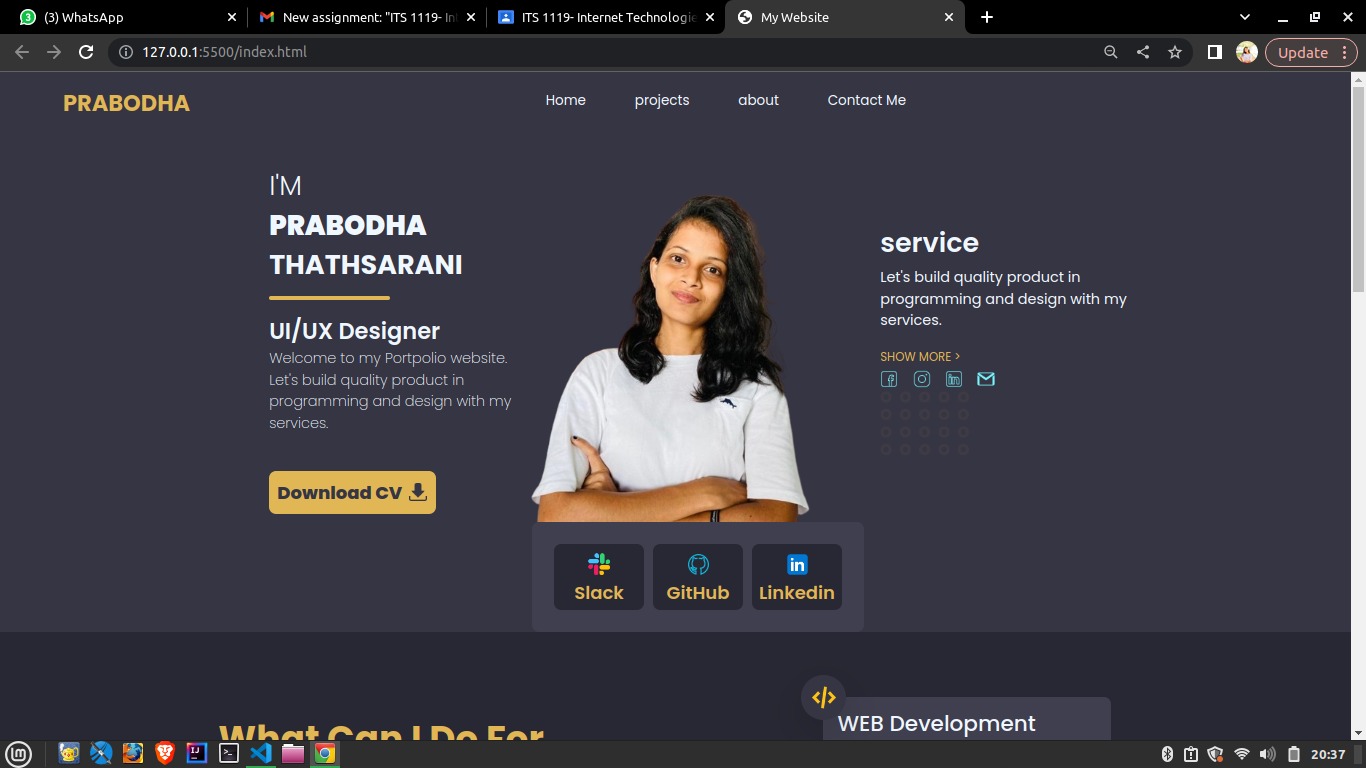 (3) WhatsApp
New assignment: "ITS 1119- In
ITS 1119- Internet Technologie
My Website
127.0.0.1:5500/index.html
Update
PRABODHA
Home
projects
about
Contact Me
I'M
PRABODHA
THATHSARANI
UI/UX Designer
Welcome to my Portpolio website.
Let's build quality product in
programming and design with my
services.
Download CV
service
Let's build quality product in
programming and design with my
services.
SHOW MORE >
Slack
GitHub
Linkedin
What Can I Do For
WEB Development
20:37